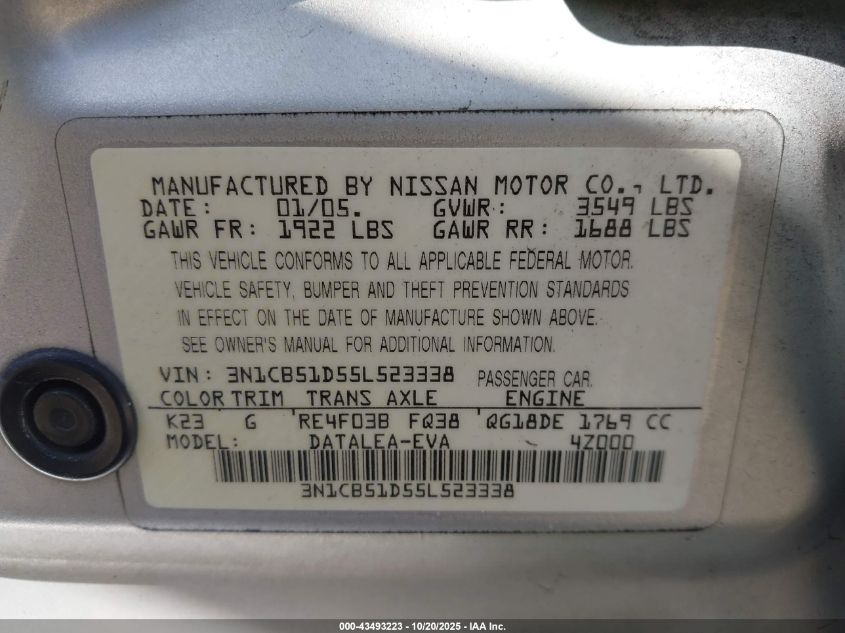 MANUFACTURED BY NISSAN MOTOR CO., LTD.
DATE: 01/05. GVWR: 3549 LBS
GAWR FR: 1922 LBS GAWR RR: 1688 LBS
THIS VEHICLE CONFORMS TO ALL APPLICABLE FEDERAL MOTOR.
VEHICLE SAFETY, BUMPER AND THEFT PREVENTION STANDARDS
IN EFFECT ON THE DATE OF MANUFACTURE SHOWN ABOVE.
SEE OWNER'S MANUAL FOR ADDITIONAL INFORMATION.
VIN: 3N1CB51D55L523338 PASSENGER CAR
COLOR TRIM TRANS AXLE ENGINE
K23 G RE4F03B FQ38 QG18DE 1769 CC
MODEL: DATALEA-EVA 4Z000
3N1CB51D55L523338
000-43493223 | 10/20/2025 - IAA Inc.